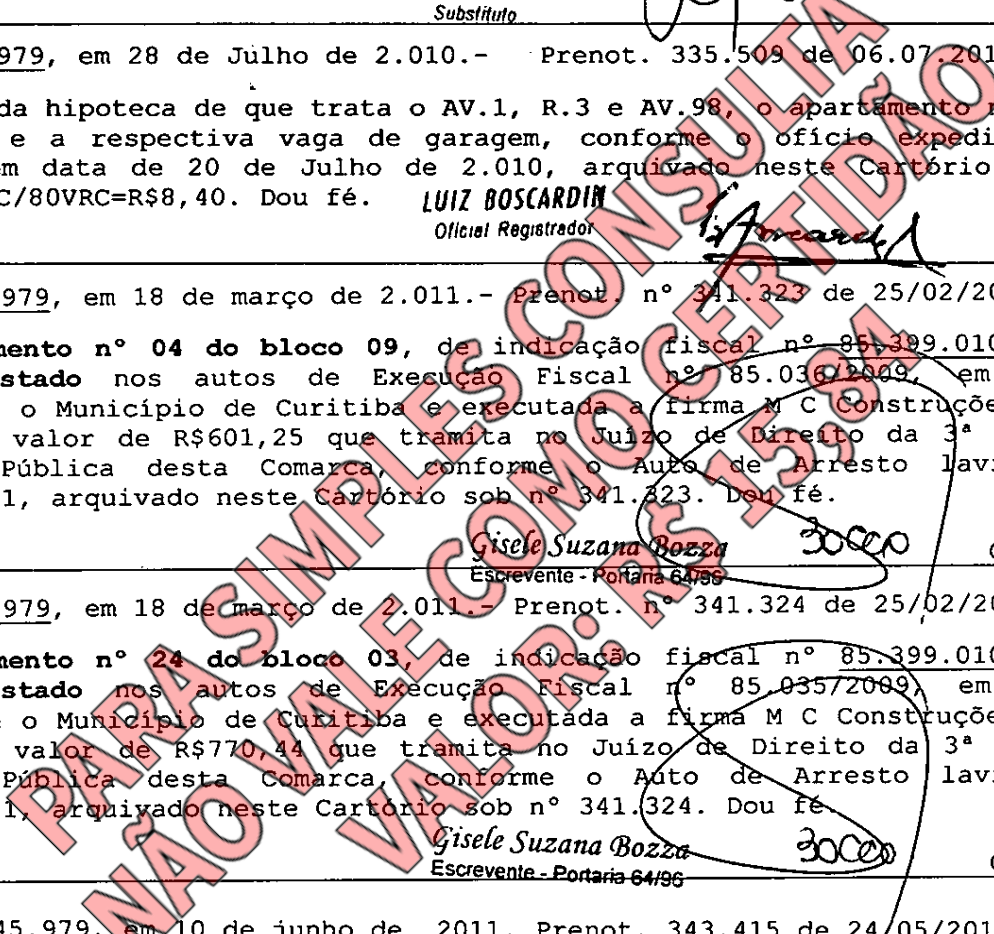 Substituto
979, em 28 de Julho de 2.010.- Prenot. 335.509 de 06.07.201
da hipoteca de que trata o AV.1, R.3 e AV.98, o apartamento
e a respectiva vaga de garagem, conforme o ofício expedi
em data de 20 de Julho de 2.010, arquivado neste Cartório
C/80VRC=R$8,40. Dou fé. LUIZ BOSCARDIN
Oficial Registrador
979, em 18 de março de 2.011.- Prenot. nº 341.323 de 25/02/20
mento nº 04 do bloco 09, de indicação fiscal nº 85.399.010
stado nos autos de Execução Fiscal nº 85.036/2009, em
o Município de Curitiba e executada a firma M C Construçõe
valor de R$601,25 que tramita no Juízo de Direito da 3ª
Pública desta Comarca, conforme o Auto de Arresto lavi
1, arquivado neste Cartório sob nº 341.323. Dou fé.
Gisele Suzana Bozza
Escrevente - Portaria 64/96
979, em 18 de março de 2.011.- Prenot. nº 341.324 de 25/02/20
mento nº 24 do bloco 03, de indicação fiscal nº 85.399.010
stado nos autos de Execução Fiscal nº 85.035/2009, em
o Município de Curitiba e executada a firma M C Construçõe
valor de R$770,44 que tramita no Juízo de Direito da 3ª
Pública desta Comarca, conforme o Auto de Arresto lavi
1, arquivado neste Cartório sob nº 341.324. Dou fé.
Gisele Suzana Bozza
Escrevente - Portaria 64/96
45.979, em 10 de junho de 2011. Prenot. 343.415 de 24/05/201
PARA SIMPLES CONSULTA
NÃO VALE COMO CERTIDÃO
VALOR: R$ 15,84